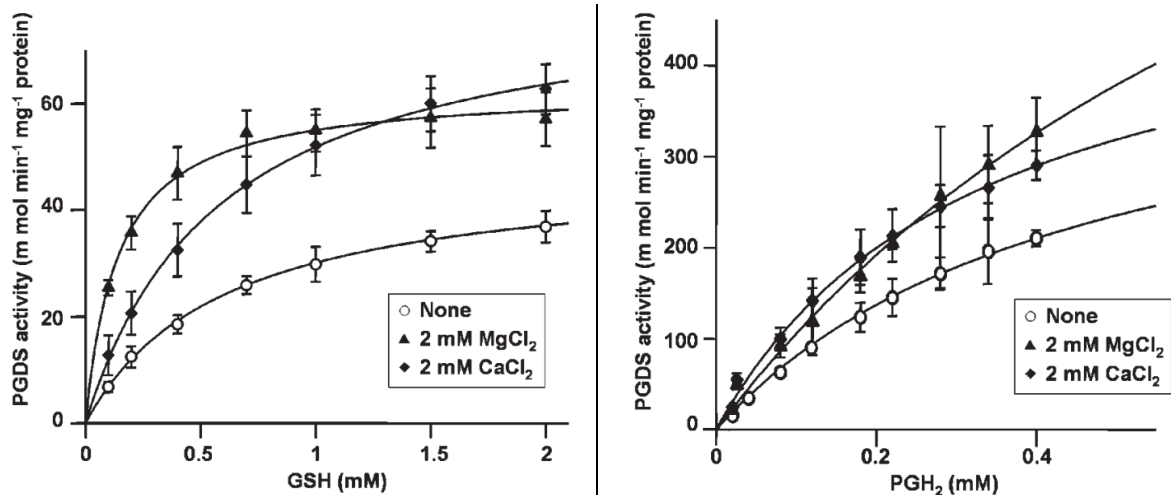 PGDS activity (m mol min-1 mg-1 protein)
60
40
20
0
0 0.5 1 1.5 2
GSH (mM)
None
2 mM MgCl2
2 mM CaCl2
PGDS activity (m mol min-1 mg-1 protein)
400
300
200
100
0
0 0.2 0.4
PGH2 (mM)
None
2 mM MgCl2
2 mM CaCl2